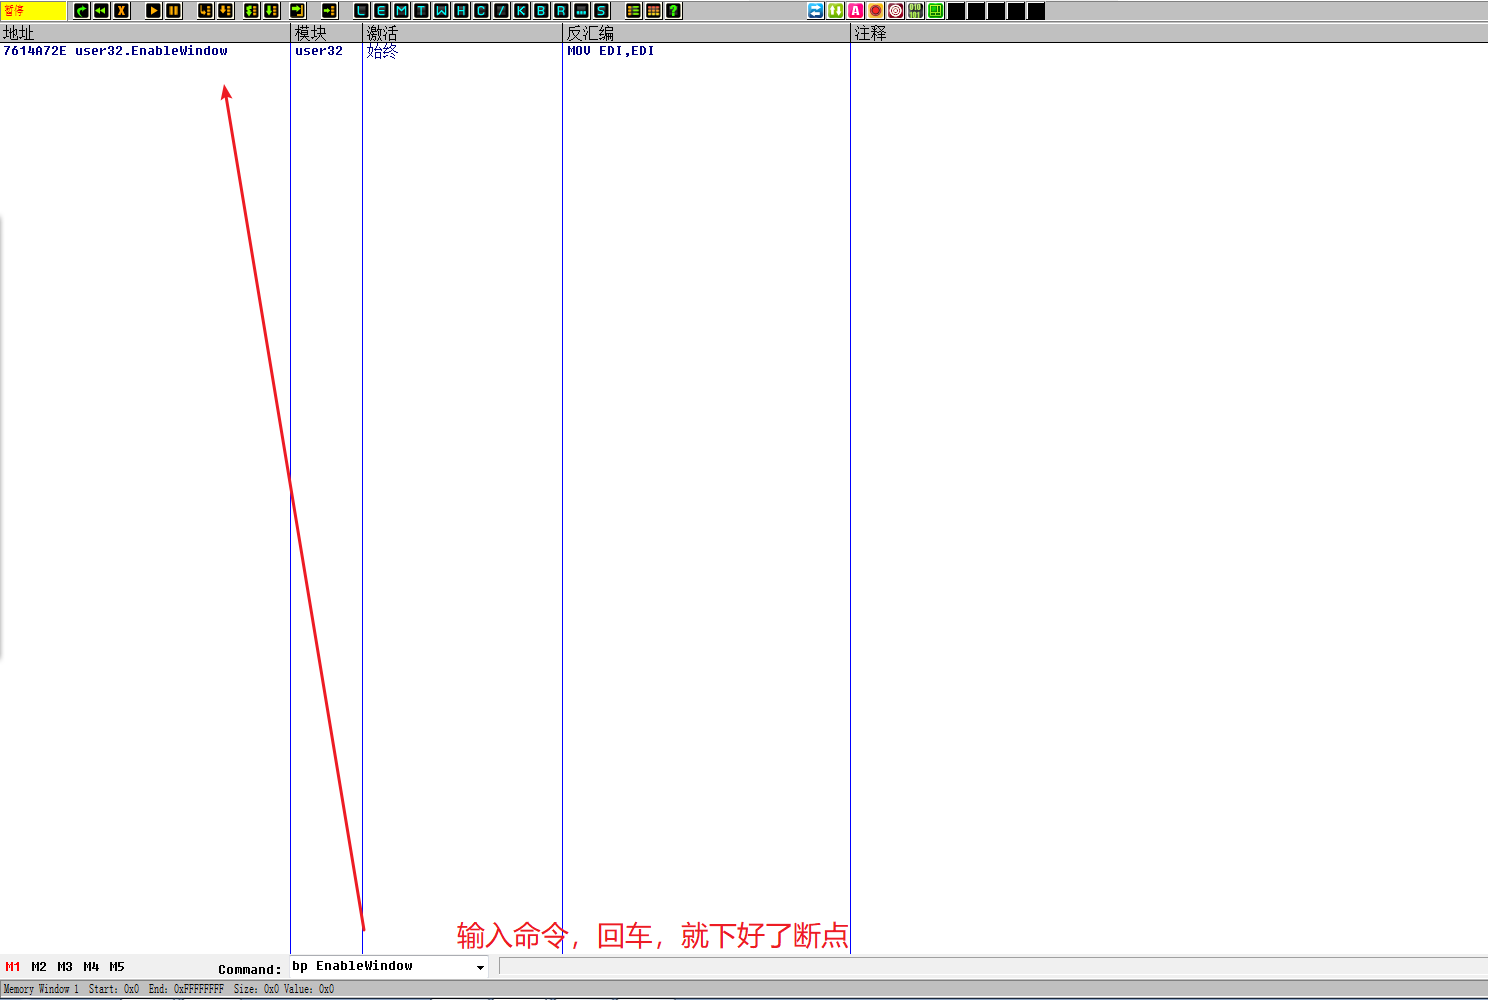 暂停 X L E M T W H C / K B R ... S ? A 010 101
地址 模块 激活 反汇编 注释
7614A72E user32.EnableWindow user32 始终 MOV EDI,EDI
输入命令，回车，就下好了断点
M1 M2 M3 M4 M5 Command: bp EnableWindow
Memory Window 1 Start: 0x0 End: 0xFFFFFFFF Size: 0x0 Value: 0x0